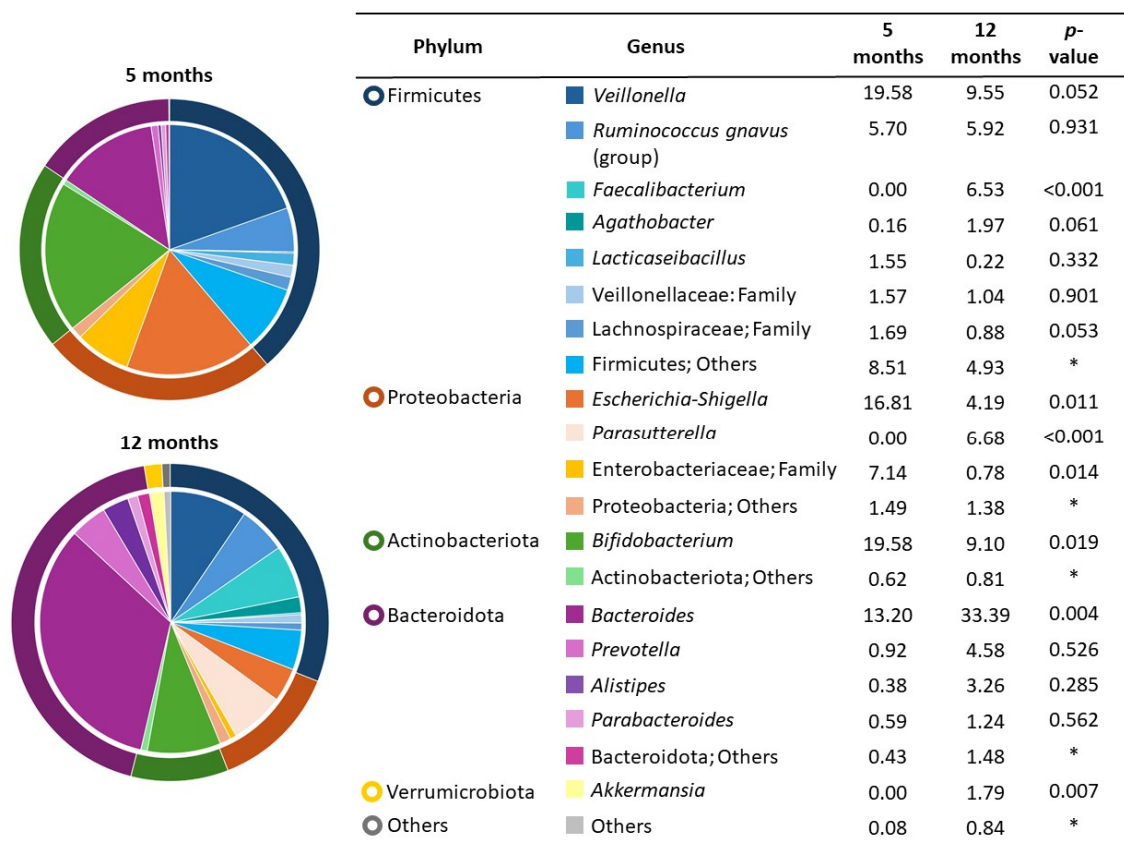 5 months
12 months
Phylum Genus 5 months 12 months p-value
Firmicutes Veillonella 19.58 9.55 0.052
Ruminococcus gnavus (group) 5.70 5.92 0.931
Faecalibacterium 0.00 6.53 <0.001
Agathobacter 0.16 1.97 0.061
Lacticaseibacillus 1.55 0.22 0.332
Veillonellaceae: Family 1.57 1.04 0.901
Lachnospiraceae; Family 1.69 0.88 0.053
Firmicutes; Others 8.51 4.93 *
Proteobacteria Escherichia-Shigella 16.81 4.19 0.011
Parasutterella 0.00 6.68 <0.001
Enterobacteriaceae; Family 7.14 0.78 0.014
Proteobacteria; Others 1.49 1.38 *
Actinobacteriota Bifidobacterium 19.58 9.10 0.019
Actinobacteriota; Others 0.62 0.81 *
Bacteroidota Bacteroides 13.20 33.39 0.004
Prevotella 0.92 4.58 0.526
Alistipes 0.38 3.26 0.285
Parabacteroides 0.59 1.24 0.562
Bacteroidota; Others 0.43 1.48 *
Verrumicrobiota Akkermansia 0.00 1.79 0.007
Others Others 0.08 0.84 *